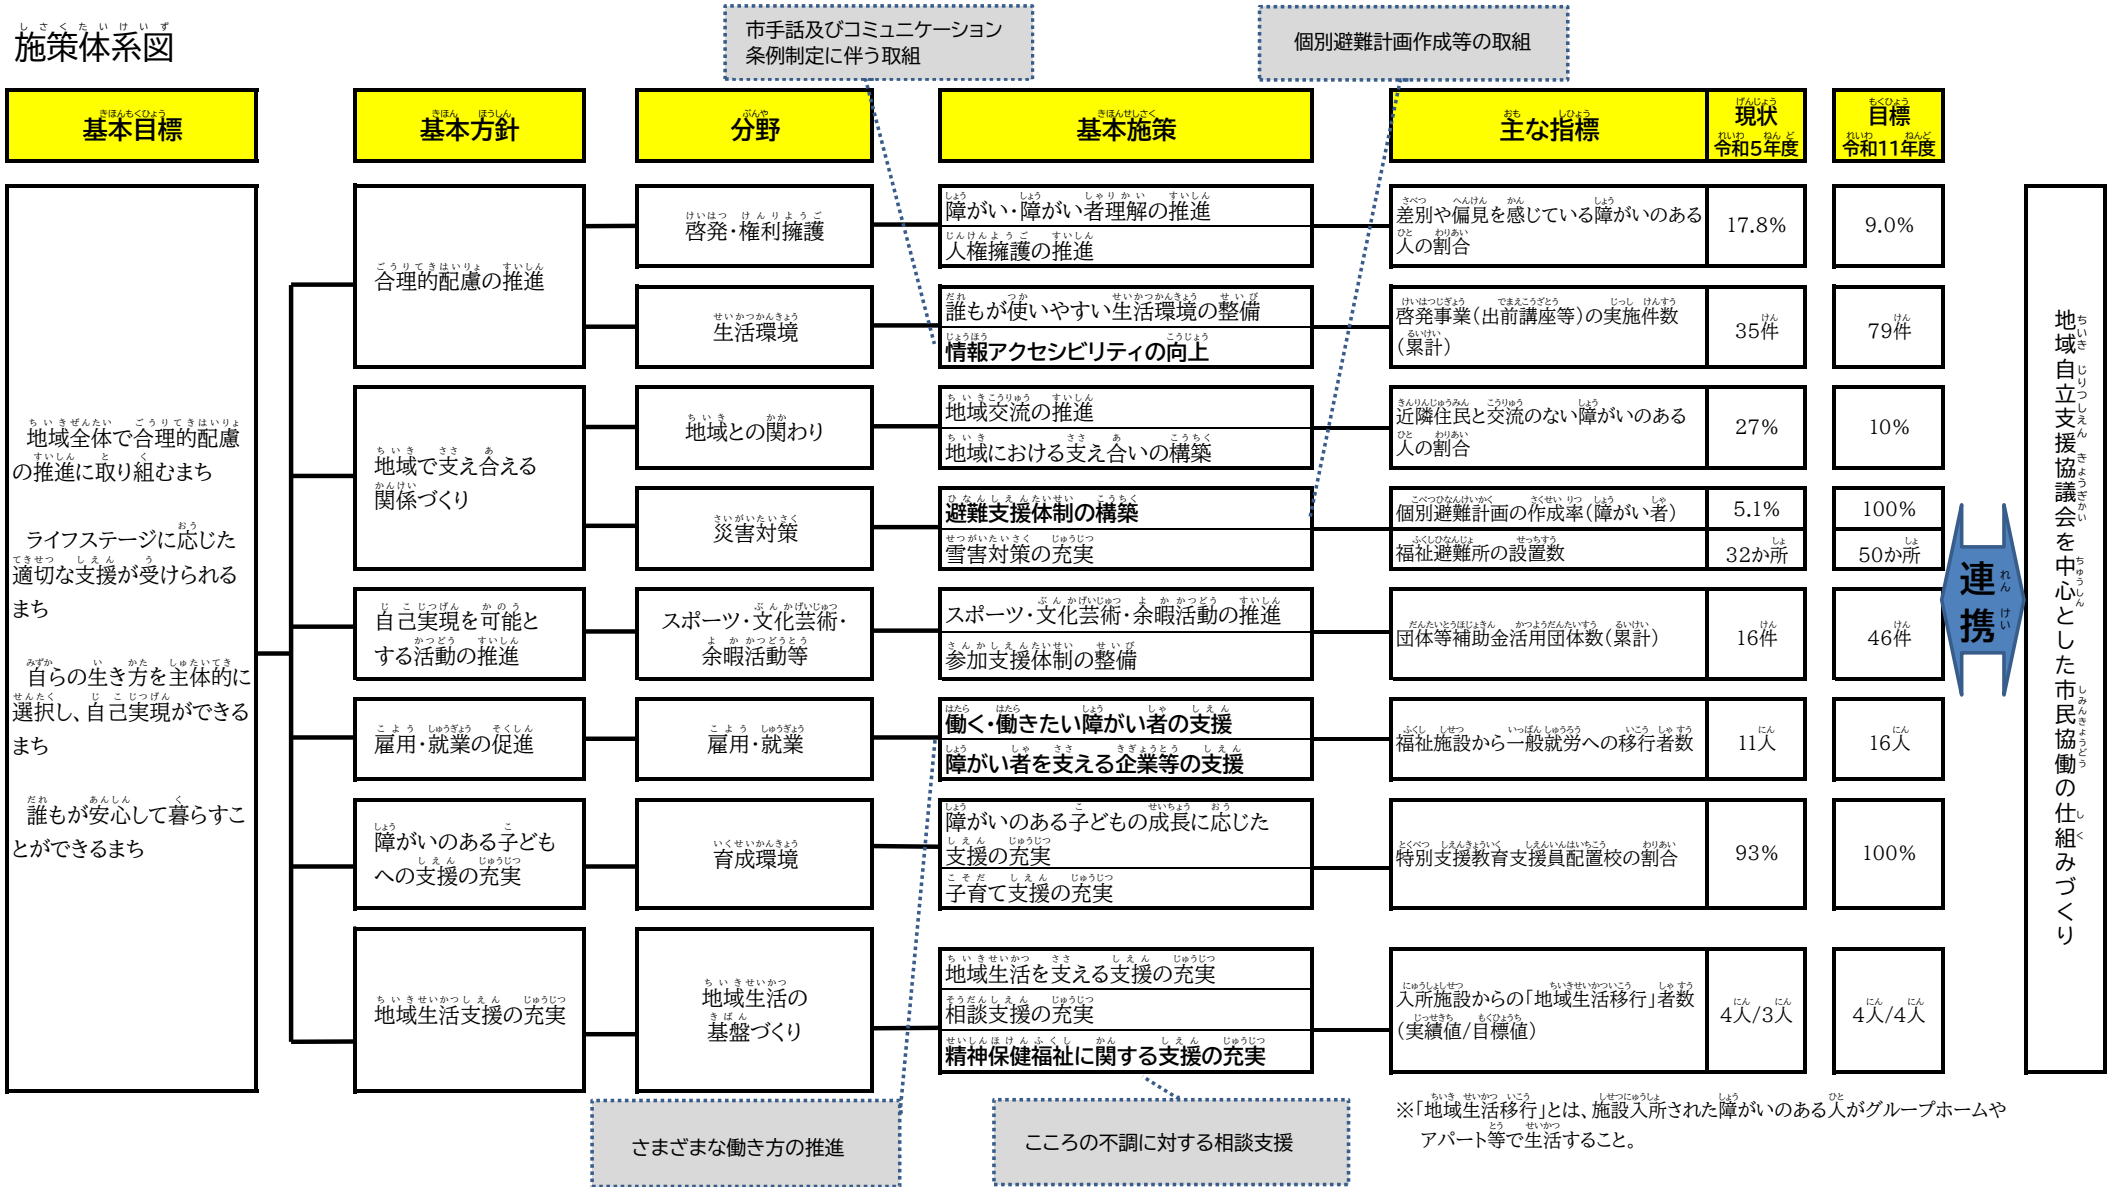 施策体系図
市手話及びコミュニケーション
条例制定に伴う取組
個別避難計画作成等の取組
基本目標
基本方針
分野
基本施策
主な指標
現状
令和5年度
目標
令和11年度
地域全体で合理的配慮
の推進に取り組むまち
ライフステージに応じた
適切な支援が受けられる
まち
自らの生き方を主体的に
選択し、自己実現ができる
まち
誰もが安心して暮らすこ
とができるまち
合理的配慮の推進
啓発・権利擁護
障がい・障がい者理解の推進
人権擁護の推進
差別や偏見を感じている障がいのある
人の割合
17.8%
9.0%
生活環境
誰もが使いやすい生活環境の整備
情報アクセシビリティの向上
啓発事業(出前講座等)の実施件数
(累計)
35件
79件
地域で支え合える
関係づくり
地域との関わり
地域交流の推進
地域における支え合いの構築
近隣住民と交流のない障がいのある
人の割合
27%
10%
災害対策
避難支援体制の構築
雪害対策の充実
個別避難計画の作成率(障がい者)
5.1%
100%
福祉避難所の設置数
32か所
50か所
自己実現を可能と
する活動の推進
スポーツ・文化芸術・
余暇活動等
スポーツ・文化芸術・余暇活動の推進
参加支援体制の整備
団体等補助金活用団体数(累計)
16件
46件
雇用・就業の促進
雇用・就業
働く・働きたい障がい者の支援
障がい者を支える企業等の支援
福祉施設から一般就労への移行者数
11人
16人
障がいのある子ども
への支援の充実
育成環境
障がいのある子どもの成長に応じた
支援の充実
子育て支援の充実
特別支援教育支援員配置校の割合
93%
100%
地域生活支援の充実
地域生活の
基盤づくり
地域生活を支える支援の充実
相談支援の充実
精神保健福祉に関する支援の充実
入所施設からの「地域生活移行」者数
(実績値/目標値)
4人/3人
4人/4人
連携
地域自立支援協議会を中心とした市民協働の仕組みづくり
さまざまな働き方の推進
こころの不調に対する相談支援
※「地域生活移行」とは、施設入所された障がいのある人がグループホームや
アパート等で生活すること。